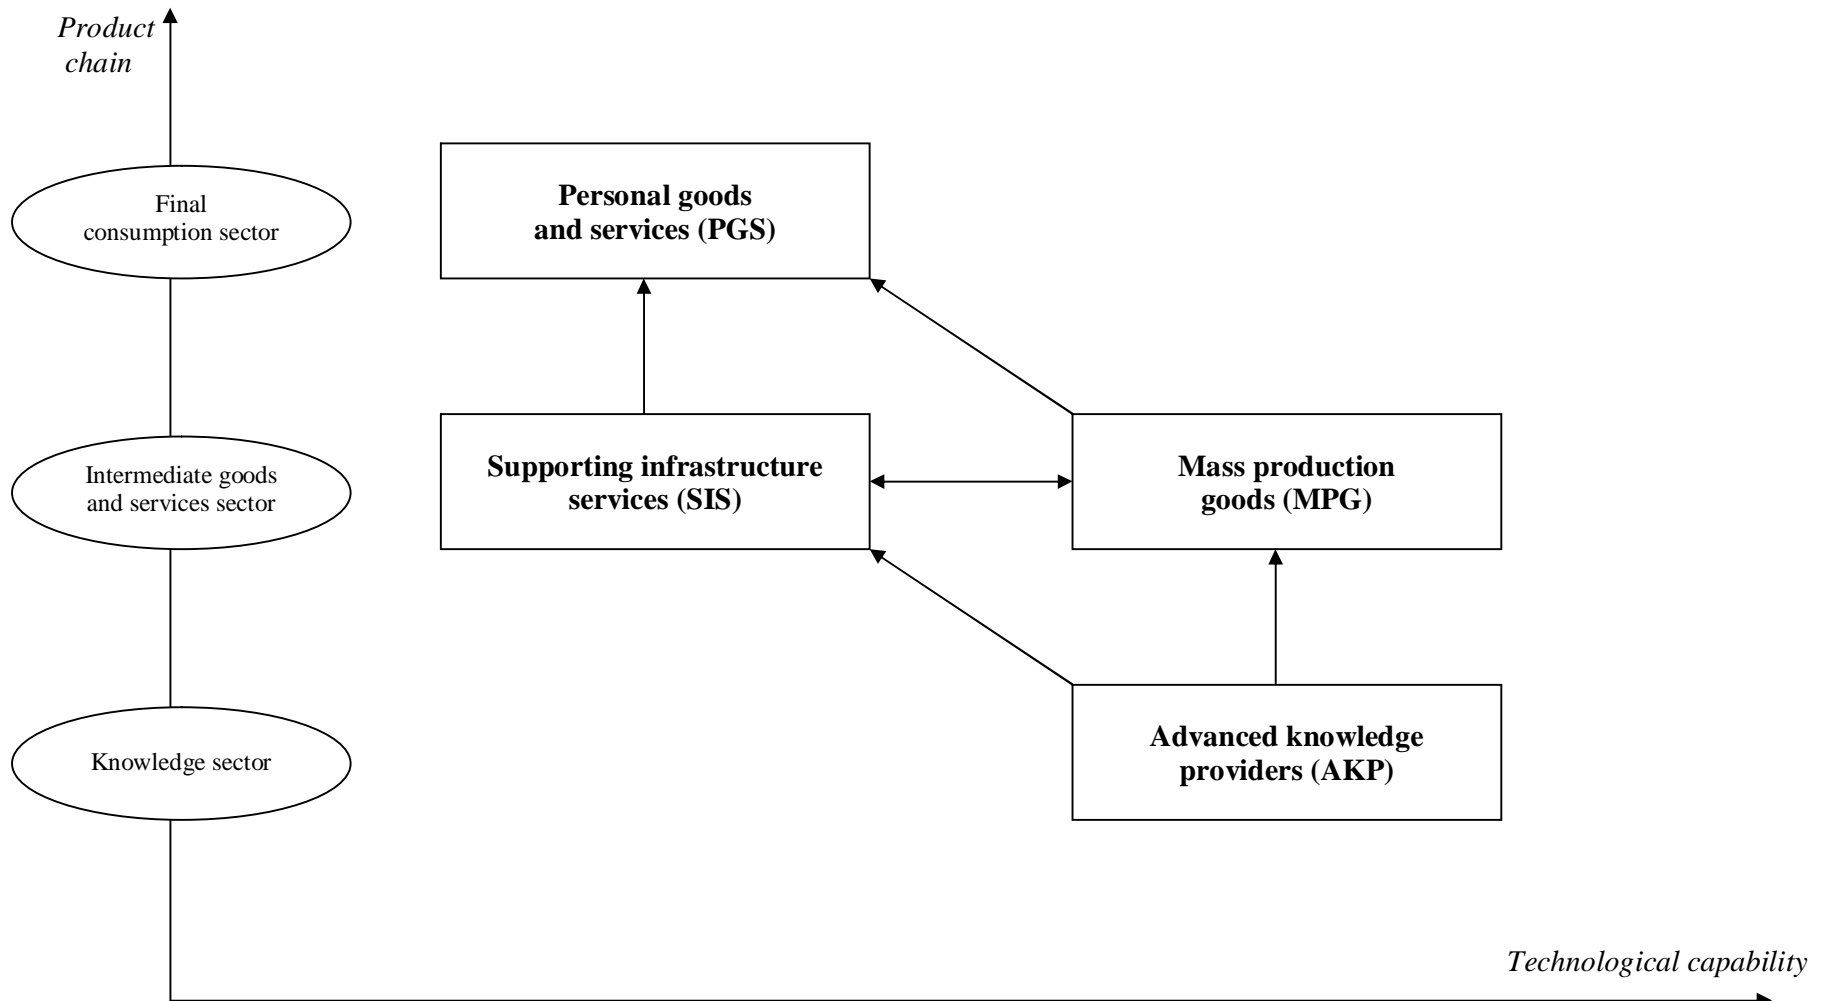 Product
chain
Final
consumption sector
Personal goods
and services (PGS)
Intermediate goods
and services sector
Supporting infrastructure
services (SIS)
Mass production
goods (MPG)
Knowledge sector
Advanced knowledge
providers (AKP)
Technological capability